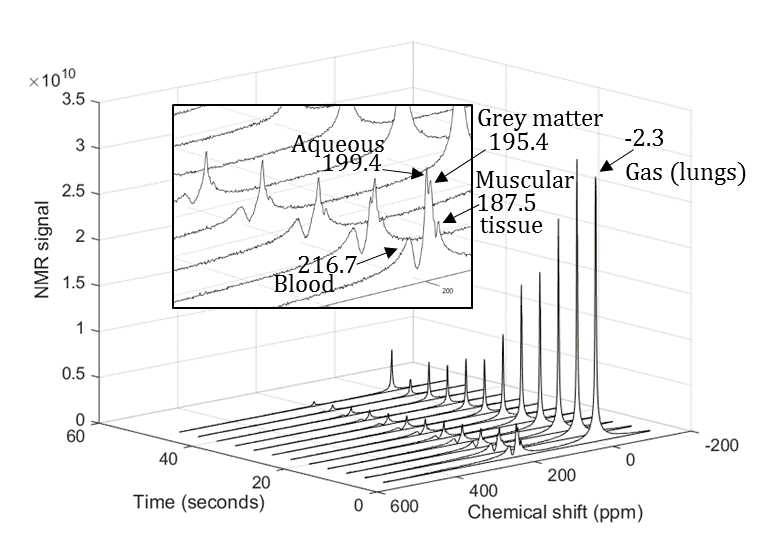 ×10^10
3.5
3
2.5
2
1.5
1
0.5
0
NMR signal
Grey matter
195.4
Aqueous
199.4
-2.3
Gas (lungs)
Muscular
187.5
tissue
216.7
Blood
200
60
40
20
0
Time (seconds)
600
400
200
0
-200
Chemical shift (ppm)